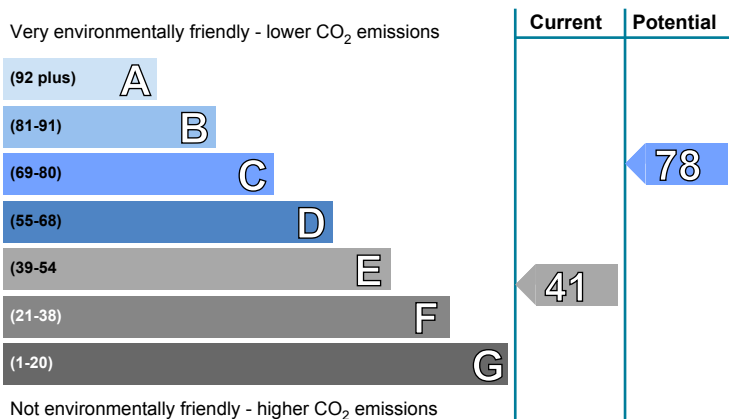 Current Potential
Very environmentally friendly - lower CO₂ emissions
(92 plus) A
(81-91) B
(69-80) C
78
(55-68) D
(39-54 E
41
(21-38) F
(1-20) G
Not environmentally friendly - higher CO₂ emissions